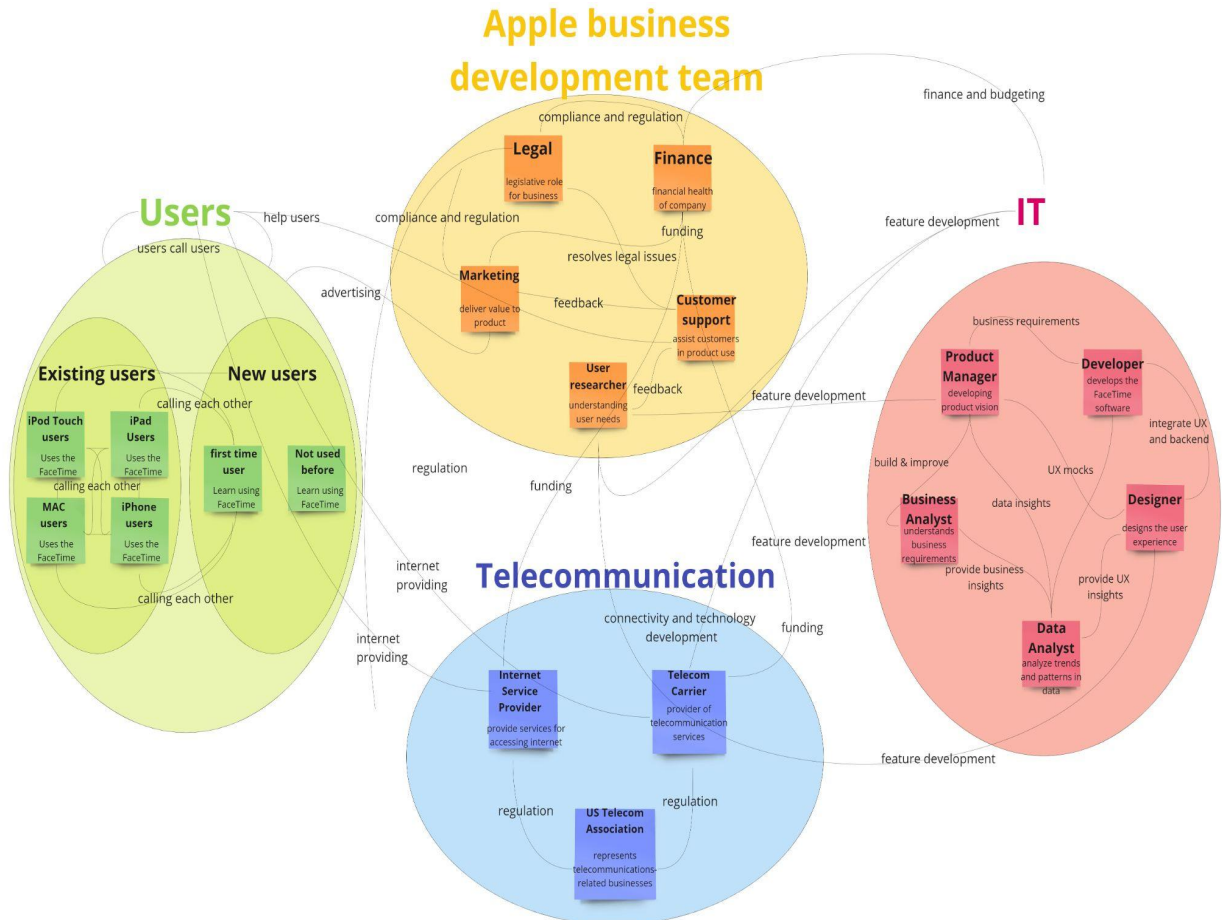 Apple business
development team
finance and budgeting
compliance and regulation
Legal
legislative role
for business
Finance
financial health
of company
Users
help users
compliance and regulation
feature development
IT
users call users
funding
resolves legal issues
advertising
Marketing
deliver value to
product
feedback
Customer
support
assist customers
in product use
User
researcher
understanding
user needs
feedback
feature development
business requirements
Product
Manager
developing
product vision
Developer
develops the
FaceTime
software
integrate UX
and backend
Existing users
New users
calling each other
iPod Touch
users
Uses the
FaceTime
iPad
Users
Uses the
FaceTime
calling each other
MAC
users
Uses the
FaceTime
iPhone
users
Uses the
FaceTime
first time
user
Learn using
FaceTime
Not used
before
Learn using
FaceTime
calling each other
regulation
funding
build & improve
UX mocks
data insights
Business
Analyst
understands
business
requirements
Designer
designs the user
experience
feature development
provide business
insights
provide UX
insights
Data
Analyst
analyze trends
and patterns in
data
internet
providing
internet
providing
Telecommunication
connectivity and technology
development
funding
Internet
Service
Provider
provide services for
accessing internet
Telecom
Carrier
provider of
telecommunication
services
feature development
regulation
regulation
US Telecom
Association
represents
telecommunications-
related businesses